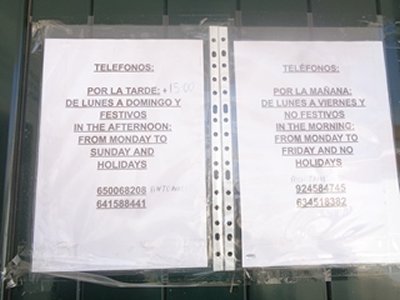 TELEFONOS:
POR LA TARDE: +15:00
DE LUNES A DOMINGO Y
FESTIVOS
IN THE AFTERNOON:
FROM MONDAY TO
SUNDAY AND
HOLIDAYS
650068208
641588441
TELÉFONOS:
POR LA MAÑANA:
DE LUNES A VIERNES Y
NO FESTIVOS
IN THE MORNING:
FROM MONDAY TO
FRIDAY AND NO
HOLIDAYS
924584745
634518382